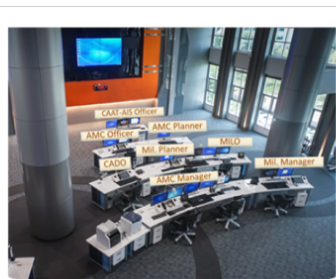 CAAT-AIS Officer
AMC Officer
AMC Planner
Mil. Planner
MILO
CADO
AMC Manager
Mil. Manager